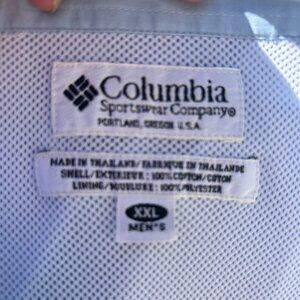 Columbia
Sportswear Company®
PORTLAND, OREGON U.S.A.
MADE IN THAILAND/FABRIQUE EN THAILANDE
SHELL/EXTERIEUR : 100% COTTON/COTON
LINING/DOUBLURE : 100% POLYESTER
XXL
MEN'S